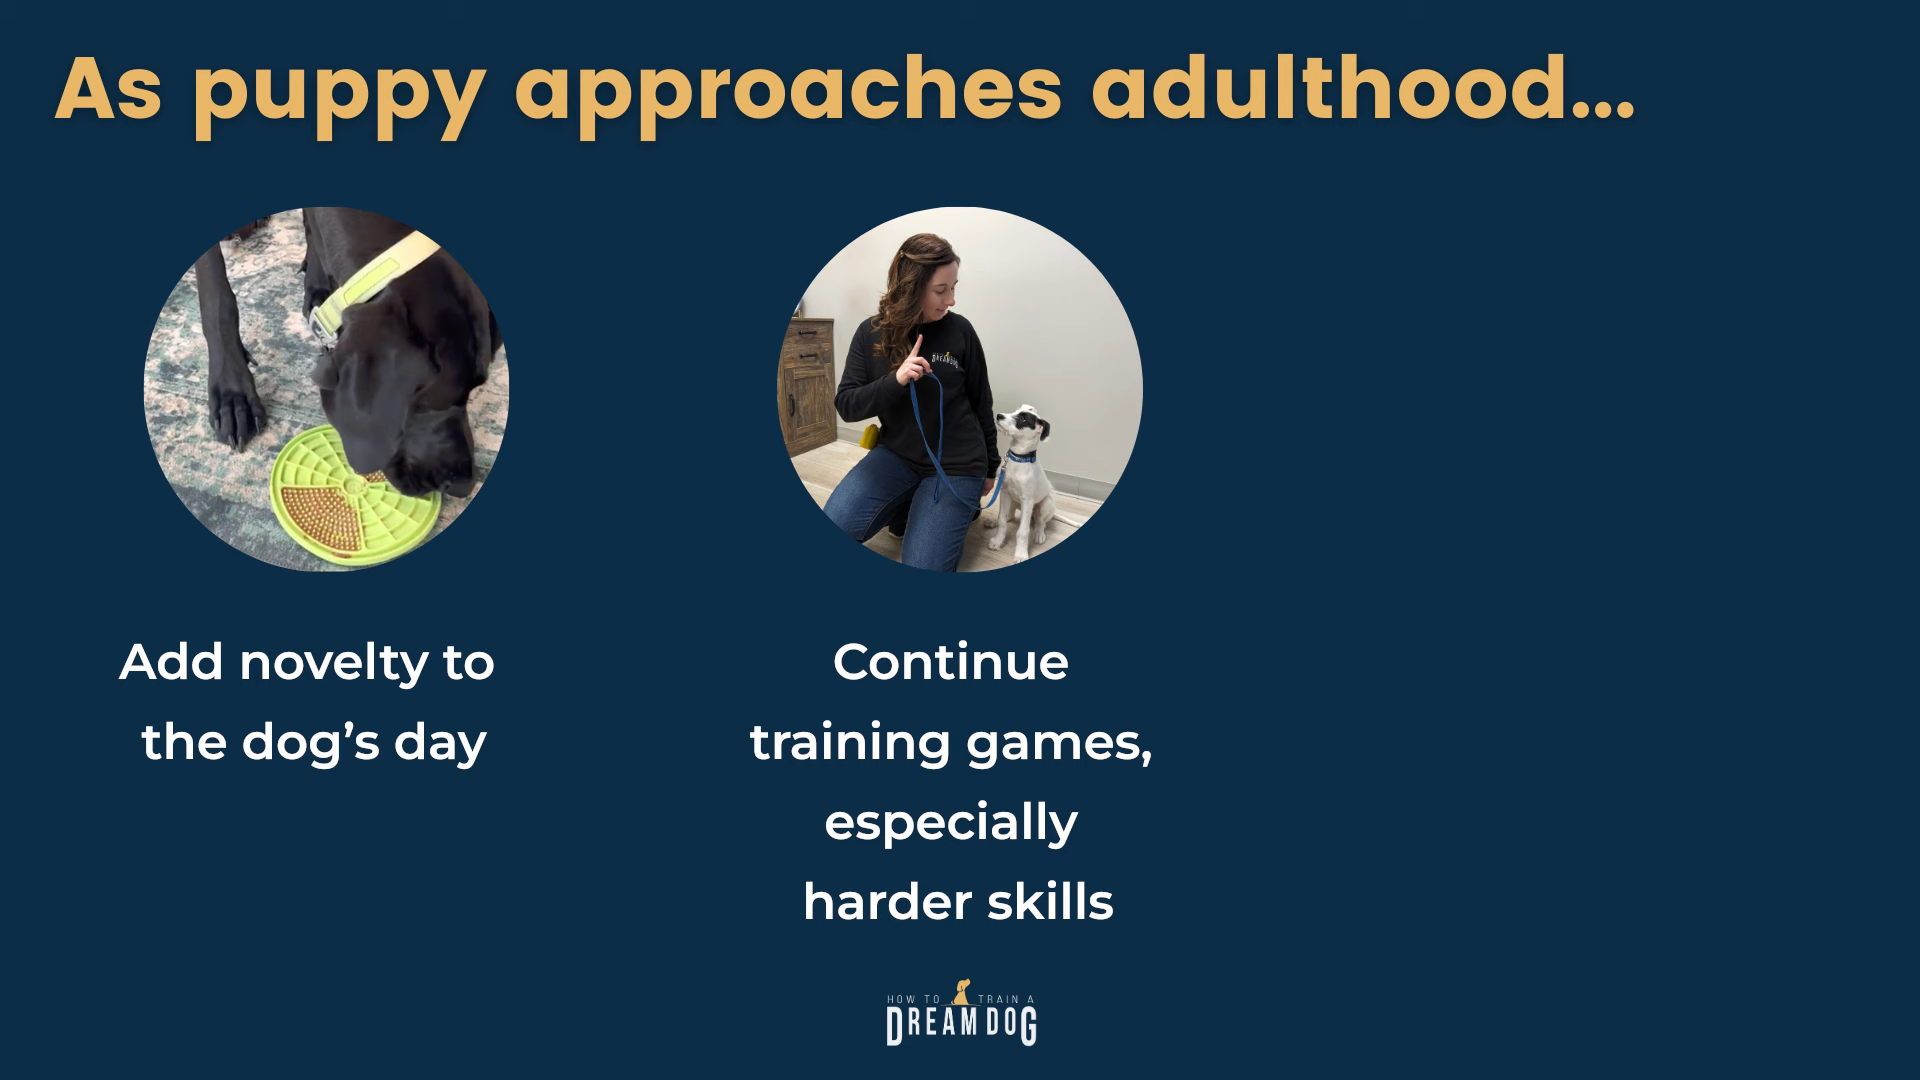 As puppy approaches adulthood...
Add novelty to
the dog’s day
Continue
training games,
especially
harder skills
HOW TO TRAIN A
DREAM DOG